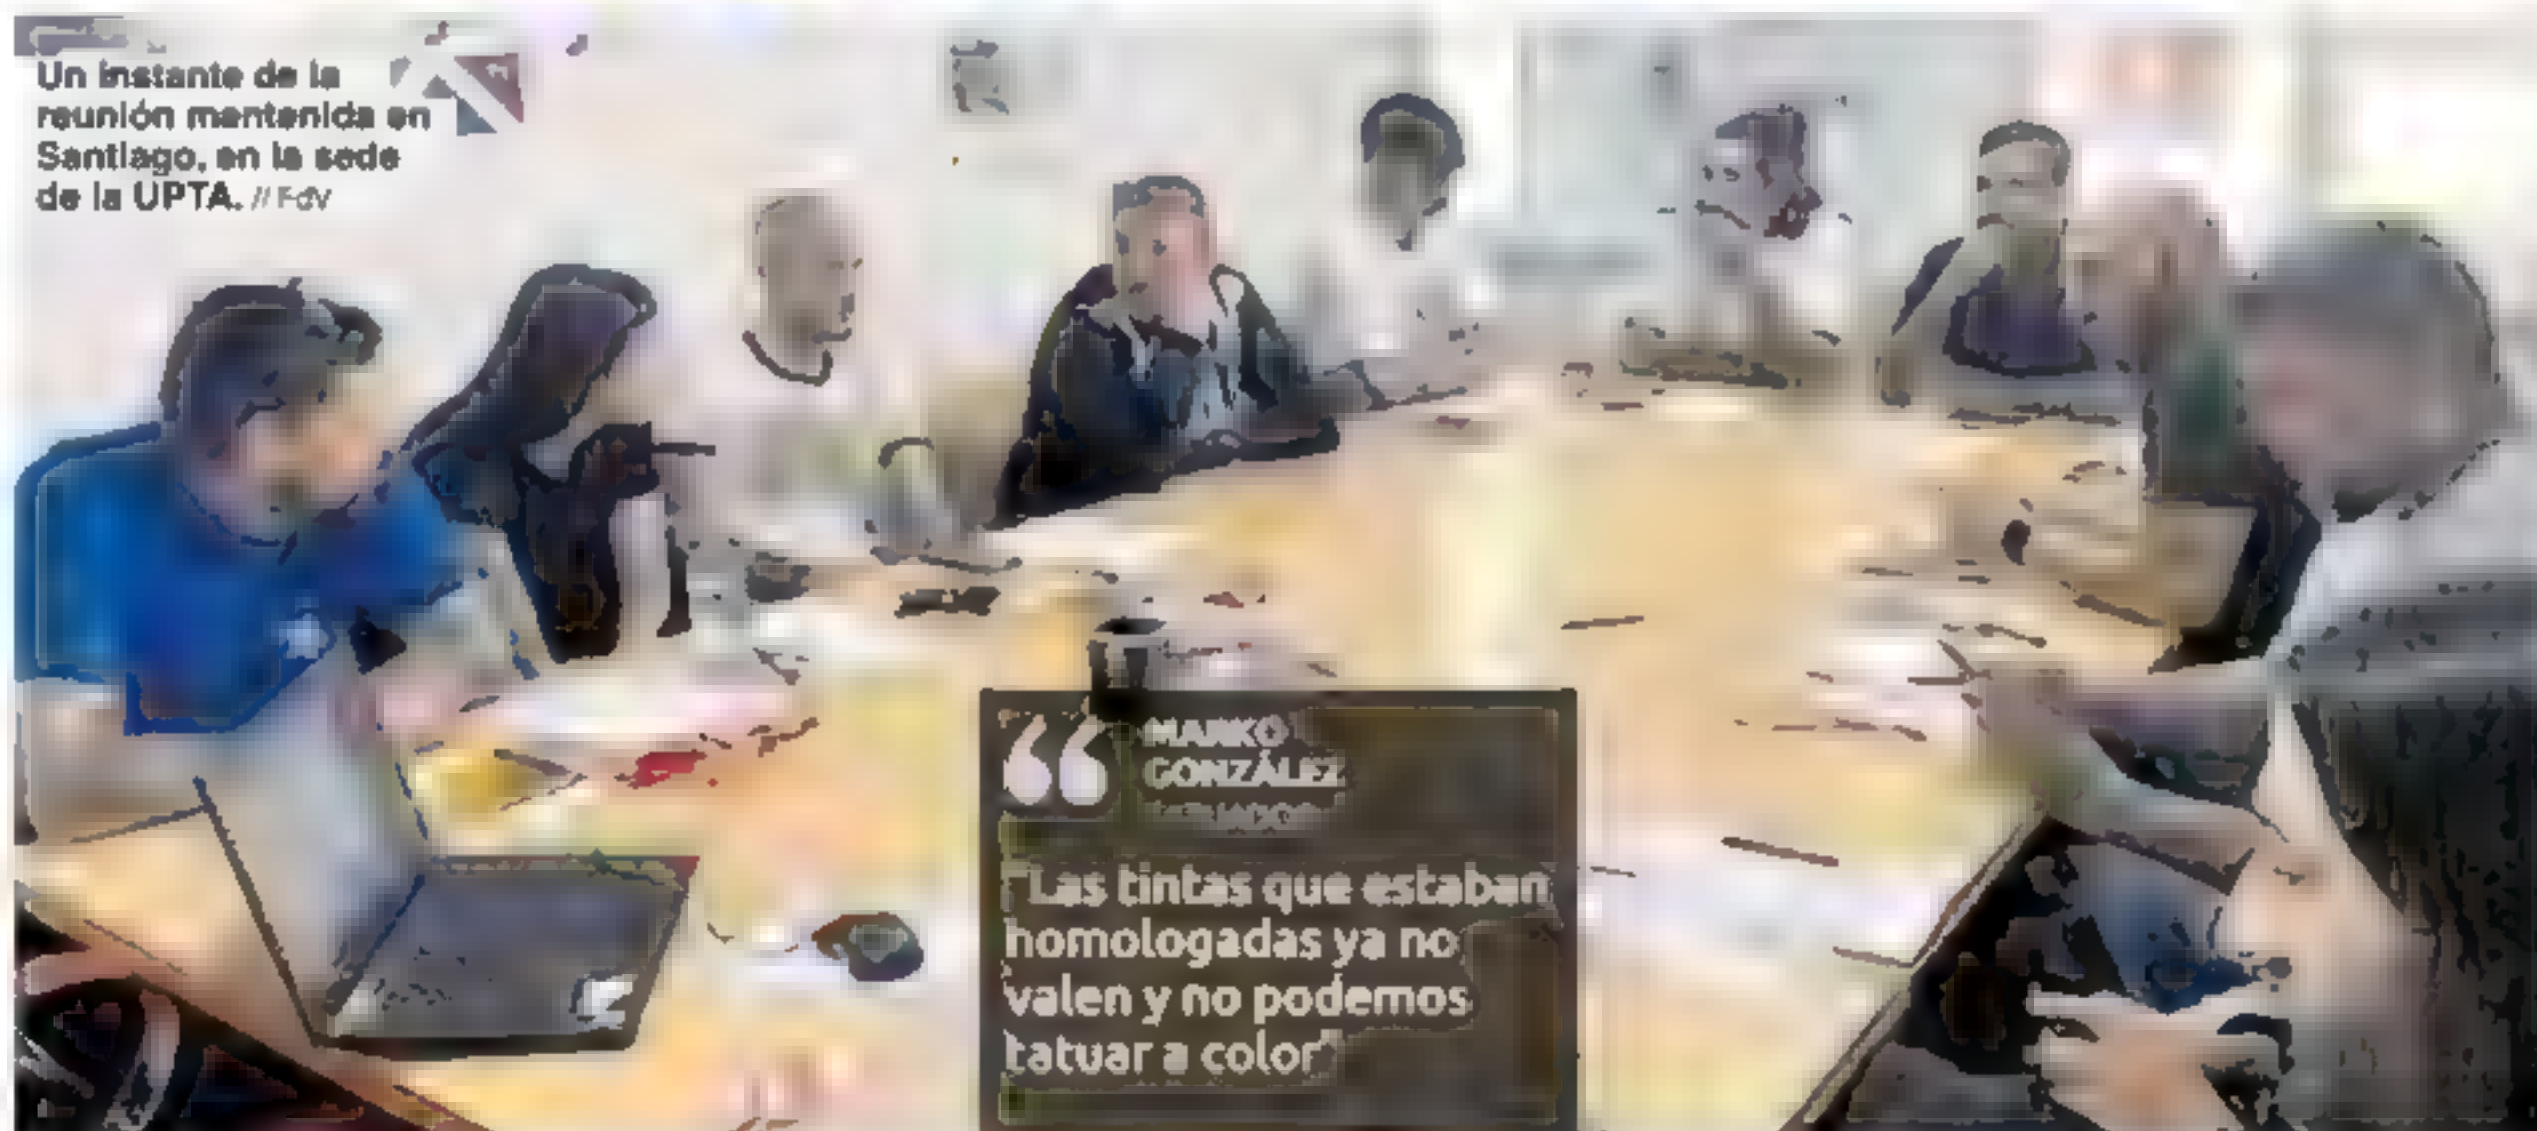 Un instante de la
reunión mantenida en
Santiago, en la sede
de la UPTA. // FdV
“ MARKO
GONZÁLEZ
"Las tintas que estaban
homologadas ya no
valen y no podemos
tatuar a color"